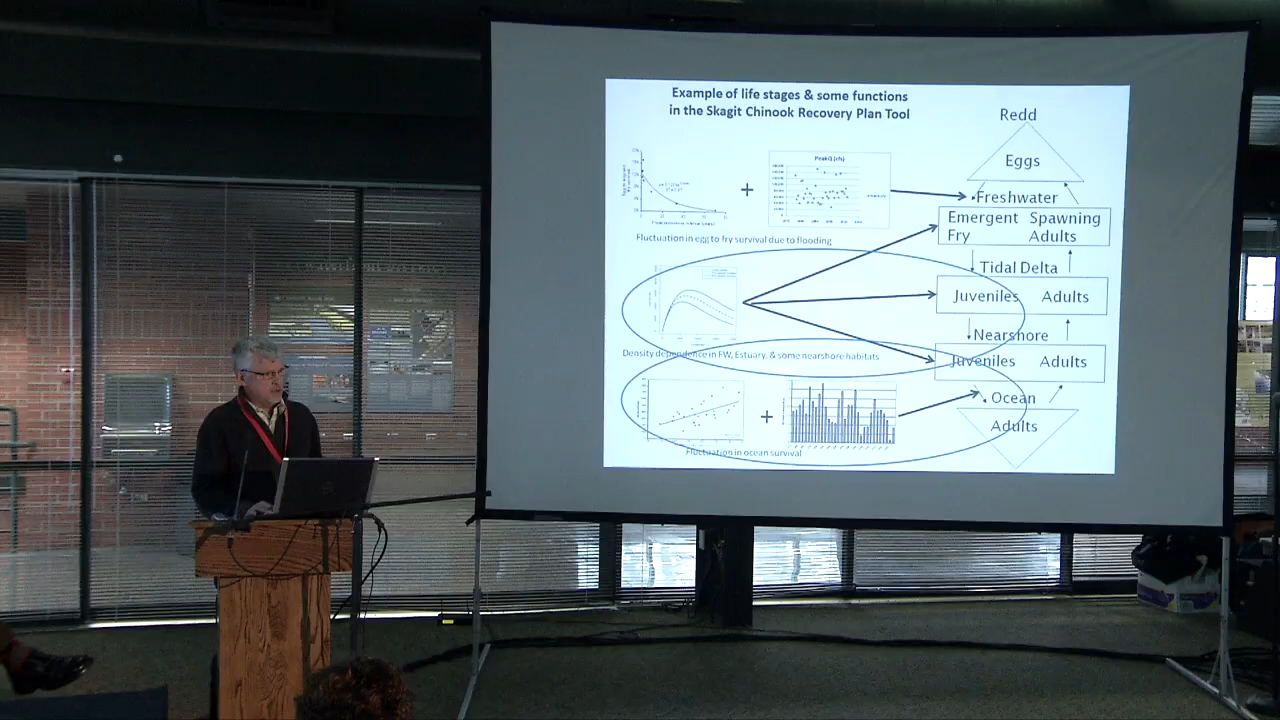 Example of life stages & some functions
in the Skagit Chinook Recovery Plan Tool
Redd
Eggs
PeakQ (cfs)
+
Freshwater
Emergent Spawning
Fry Adults
Fluctuation in egg to fry survival due to flooding
Tidal Delta
Juveniles Adults
Nearshore
Density dependence in FW, Estuary, & some nearshore habitats
Juveniles Adults
+
Ocean
Adults
Fluctuation in ocean survival